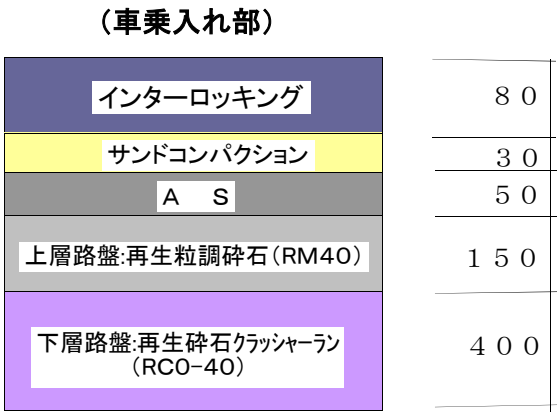 （車乗入れ部）
インターロッキング
80
サンドコンパクション
30
A S
50
上層路盤:再生粒調砕石（RM40）
150
下層路盤:再生砕石クラッシャーラン
（RC0-40）
400